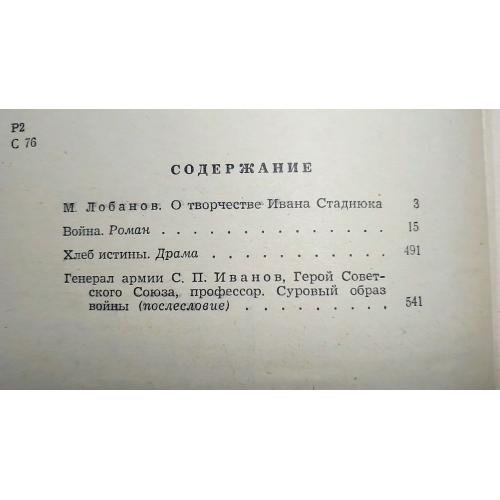 Р2
С 76
СОДЕРЖАНИЕ
М. Лобанов. О творчестве Ивана Стаднюка 3
Война. Роман . . . . . . . . . . . . . 15
Хлеб истины. Драма . . . . . . . . . . 491
Генерал армии С. П. Иванов, Герой Совет-
ского Союза, профессор. Суровый образ
войны (послесловие) . . . . . . . . . 541